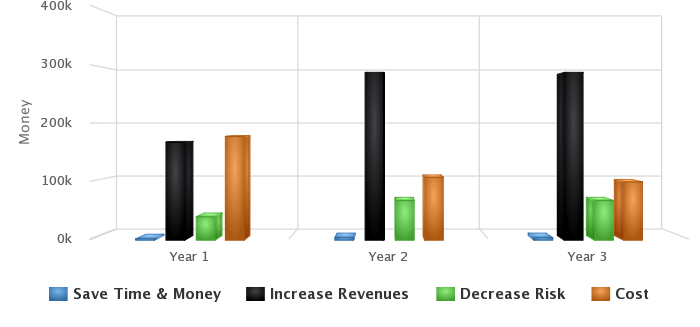 400k
300k
200k
100k
0k
Money
Year 1 Year 2 Year 3
Save Time & Money Increase Revenues Decrease Risk Cost